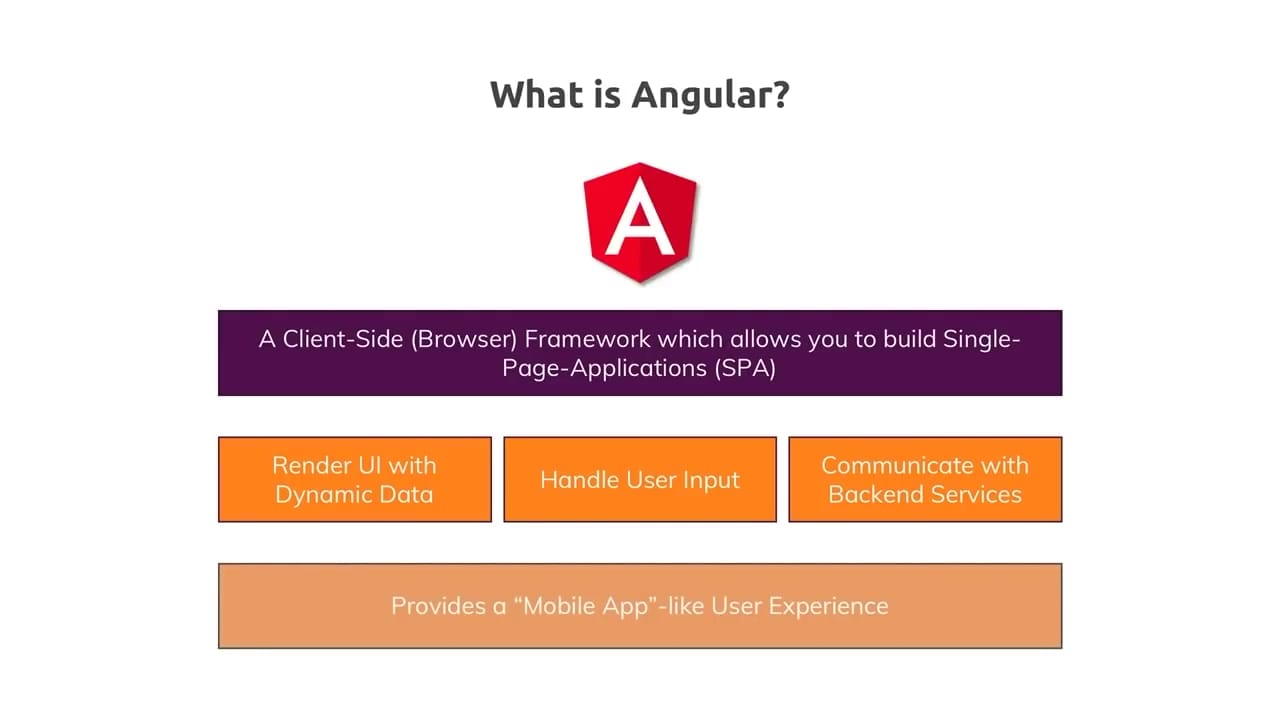 What is Angular?
A
A Client-Side (Browser) Framework which allows you to build Single-
Page-Applications (SPA)
Render UI with
Dynamic Data
Handle User Input
Communicate with
Backend Services
Provides a “Mobile App”-like User Experience